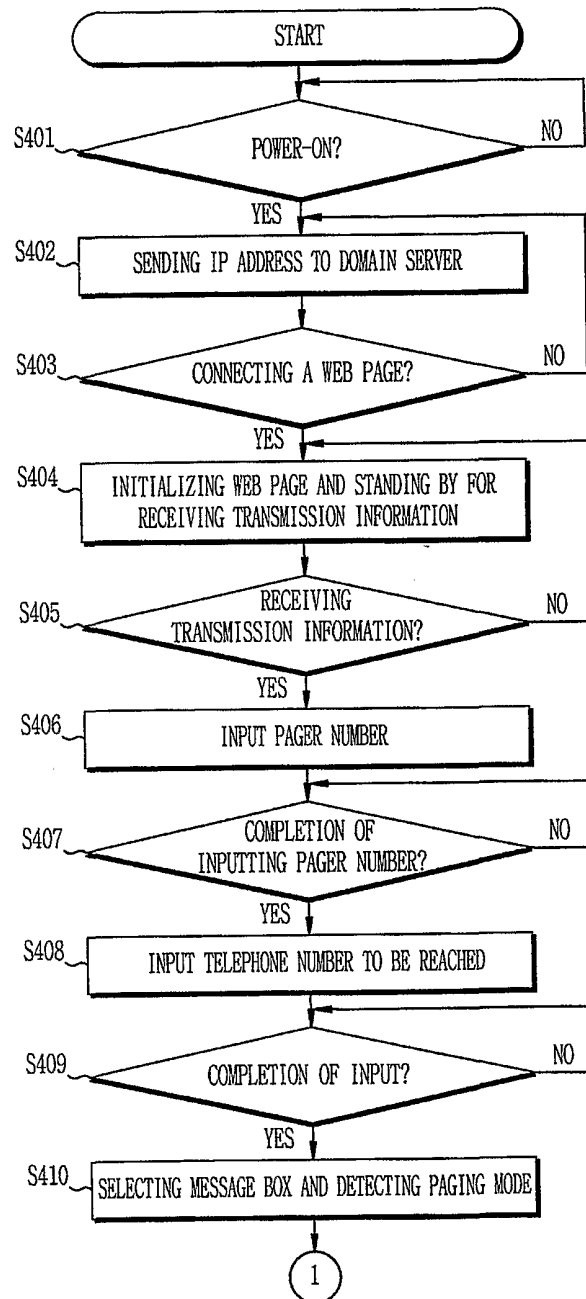 START
S401
POWER-ON?
NO
YES
S402
SENDING IP ADDRESS TO DOMAIN SERVER
S403
CONNECTING A WEB PAGE?
NO
YES
S404
INITIALIZING WEB PAGE AND STANDING BY FOR
RECEIVING TRANSMISSION INFORMATION
S405
RECEIVING
TRANSMISSION INFORMATION?
NO
YES
S406
INPUT PAGER NUMBER
S407
COMPLETION OF
INPUTTING PAGER NUMBER?
NO
YES
S408
INPUT TELEPHONE NUMBER TO BE REACHED
S409
COMPLETION OF INPUT?
NO
YES
S410
SELECTING MESSAGE BOX AND DETECTING PAGING MODE
1